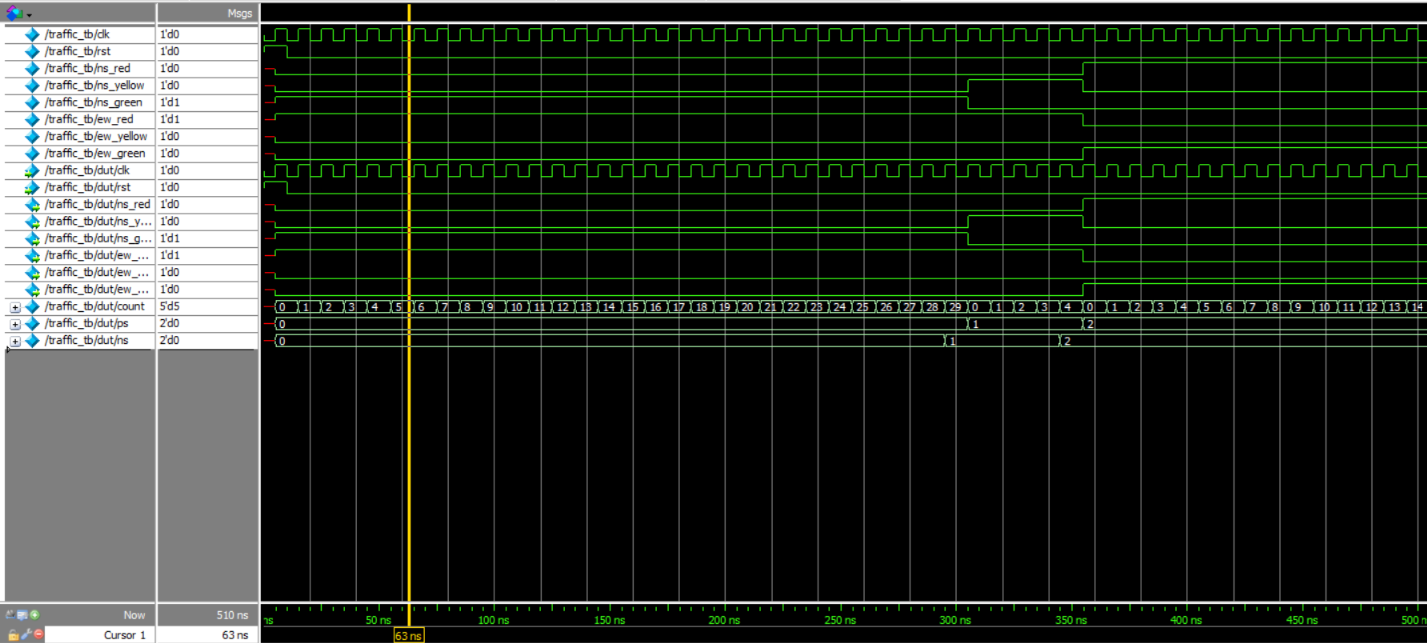 Msgs
/traffic_tb/clk 1'd0
/traffic_tb/rst 1'd0
/traffic_tb/ns_red 1'd0
/traffic_tb/ns_yellow 1'd0
/traffic_tb/ns_green 1'd1
/traffic_tb/ew_red 1'd1
/traffic_tb/ew_yellow 1'd0
/traffic_tb/ew_green 1'd0
/traffic_tb/dut/clk 1'd0
/traffic_tb/dut/rst 1'd0
/traffic_tb/dut/ns_red 1'd0
/traffic_tb/dut/ns_y... 1'd0
/traffic_tb/dut/ns_g... 1'd1
/traffic_tb/dut/ew_... 1'd1
/traffic_tb/dut/ew_... 1'd0
/traffic_tb/dut/ew_... 1'd0
/traffic_tb/dut/count 5'd5 0 1 2 3 4 5 6 7 8 9 10 11 12 13 14 15 16 17 18 19 20 21 22 23 24 25 26 27 28 29 0 1 2 3 4 0 1 2 3 4 5 6 7 8 9 10 11 12 13 14
/traffic_tb/dut/ps 2'd0 0 1 2
/traffic_tb/dut/ns 2'd0 0 1 2
Now 510 ns ns 50 ns 100 ns 150 ns 200 ns 250 ns 300 ns 350 ns 400 ns 450 ns 500 n
Cursor 1 63 ns 63 ns